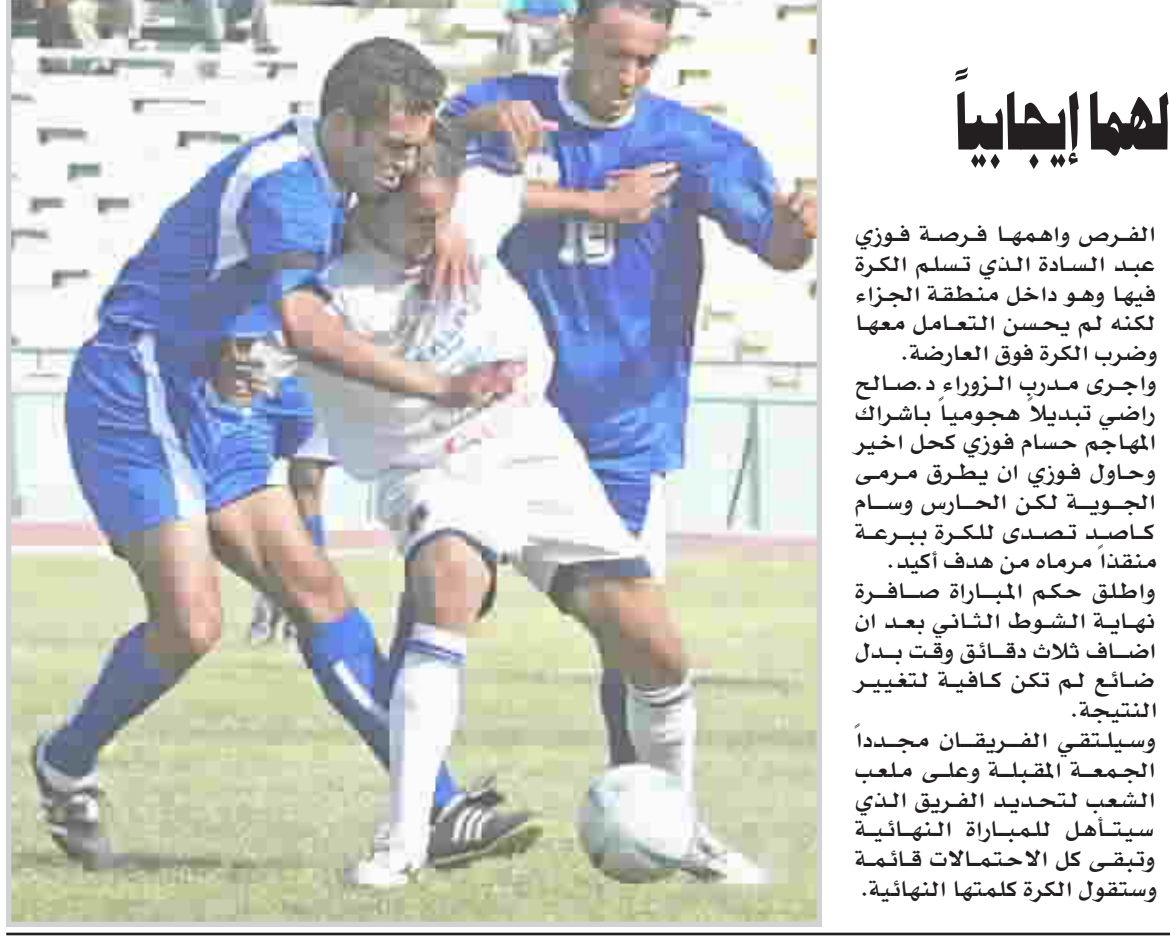 لهما إيجابياً
الفرص واهمها فرصة فوزي
عبد السادة الذي تسلم الكرة
فيها وهو داخل منطقة الجزاء
لكنه لم يحسن التعامل معها
وضرب الكرة فوق العارضة.
واجرى مدرب الزوراء د.صالح
راضي تبديلاً هجومياً باشراك
المهاجم حسام فوزي كحل اخير
وحاول فوزي ان يطرق مرمى
الجوية لكن الحارس وسام
كاصد تصدى للكرة ببرعة
منقذاً مرماه من هدف أكيد.
واطلق حكم المباراة صافرة
نهاية الشوط الثاني بعد ان
اضاف ثلاث دقائق وقت بدل
ضائع لم تكن كافية لتغيير
النتيجة.
وسيلتقي الفريقان مجدداً
الجمعة المقبلة وعلى ملعب
الشعب لتحديد الفريق الذي
سيتأهل للمباراة النهائية
وتبقى كل الاحتمالات قائمة
وستقول الكرة كلمتها النهائية.